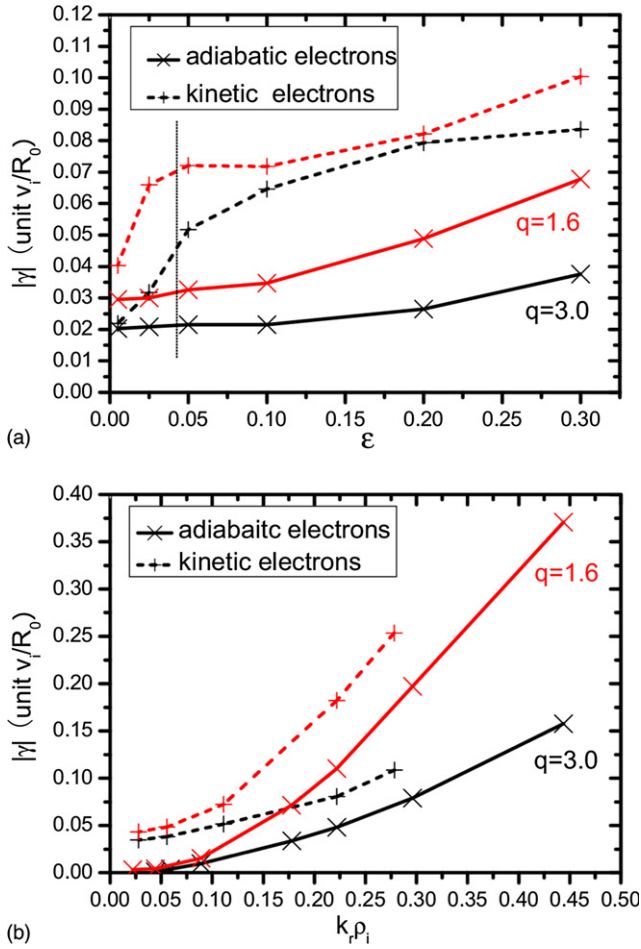 0.12
0.11
0.10
0.09
0.08
0.07
0.06
0.05
0.04
0.03
0.02
0.01
0.00
|γ| (unit vᵢ/R₀)
adiabatic electrons
kinetic electrons
q=1.6
q=3.0
0.00 0.05 0.10 0.15 0.20 0.25 0.30
(a)
ε
0.40
0.35
0.30
0.25
0.20
0.15
0.10
0.05
0.00
|γ| (unit vᵢ/R₀)
adiabaitc electrons
kinetic electrons
q=1.6
q=3.0
0.00 0.05 0.10 0.15 0.20 0.25 0.30 0.35 0.40 0.45 0.50
(b)
kᵣρᵢ